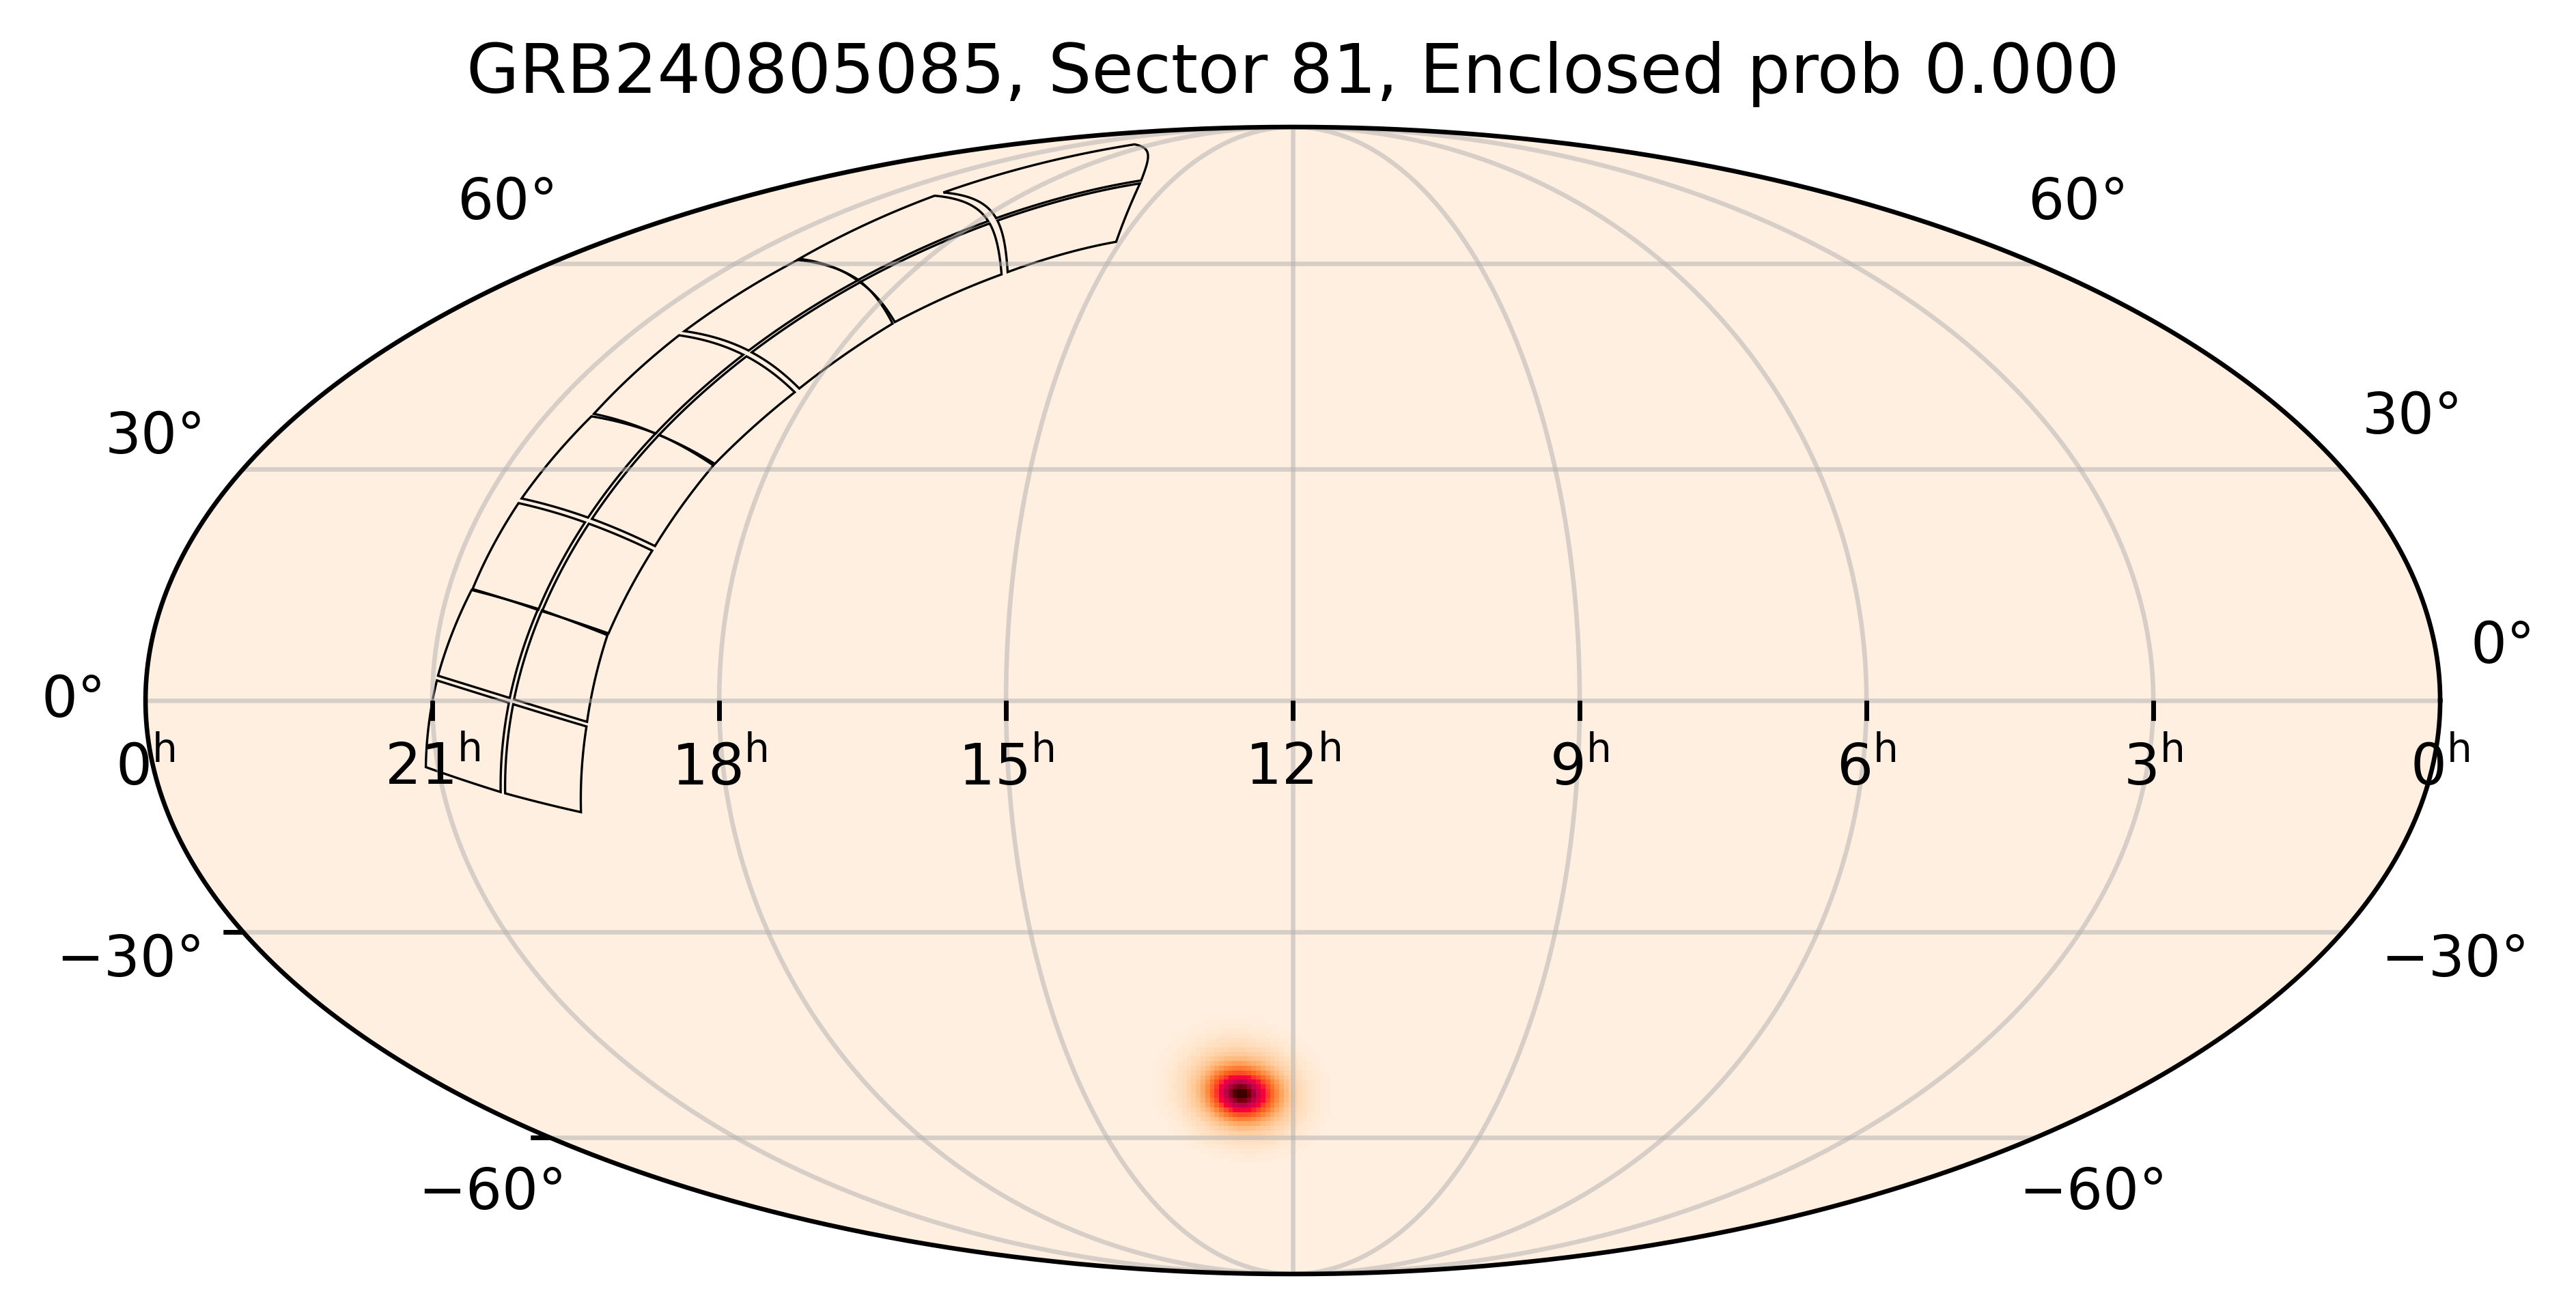 GRB240805085, Sector 81, Enclosed prob 0.000
60° 60°
30° 30°
0° 0°
0ʰ 21ʰ 18ʰ 15ʰ 12ʰ 9ʰ 6ʰ 3ʰ 0ʰ
−30° −30°
−60° −60°